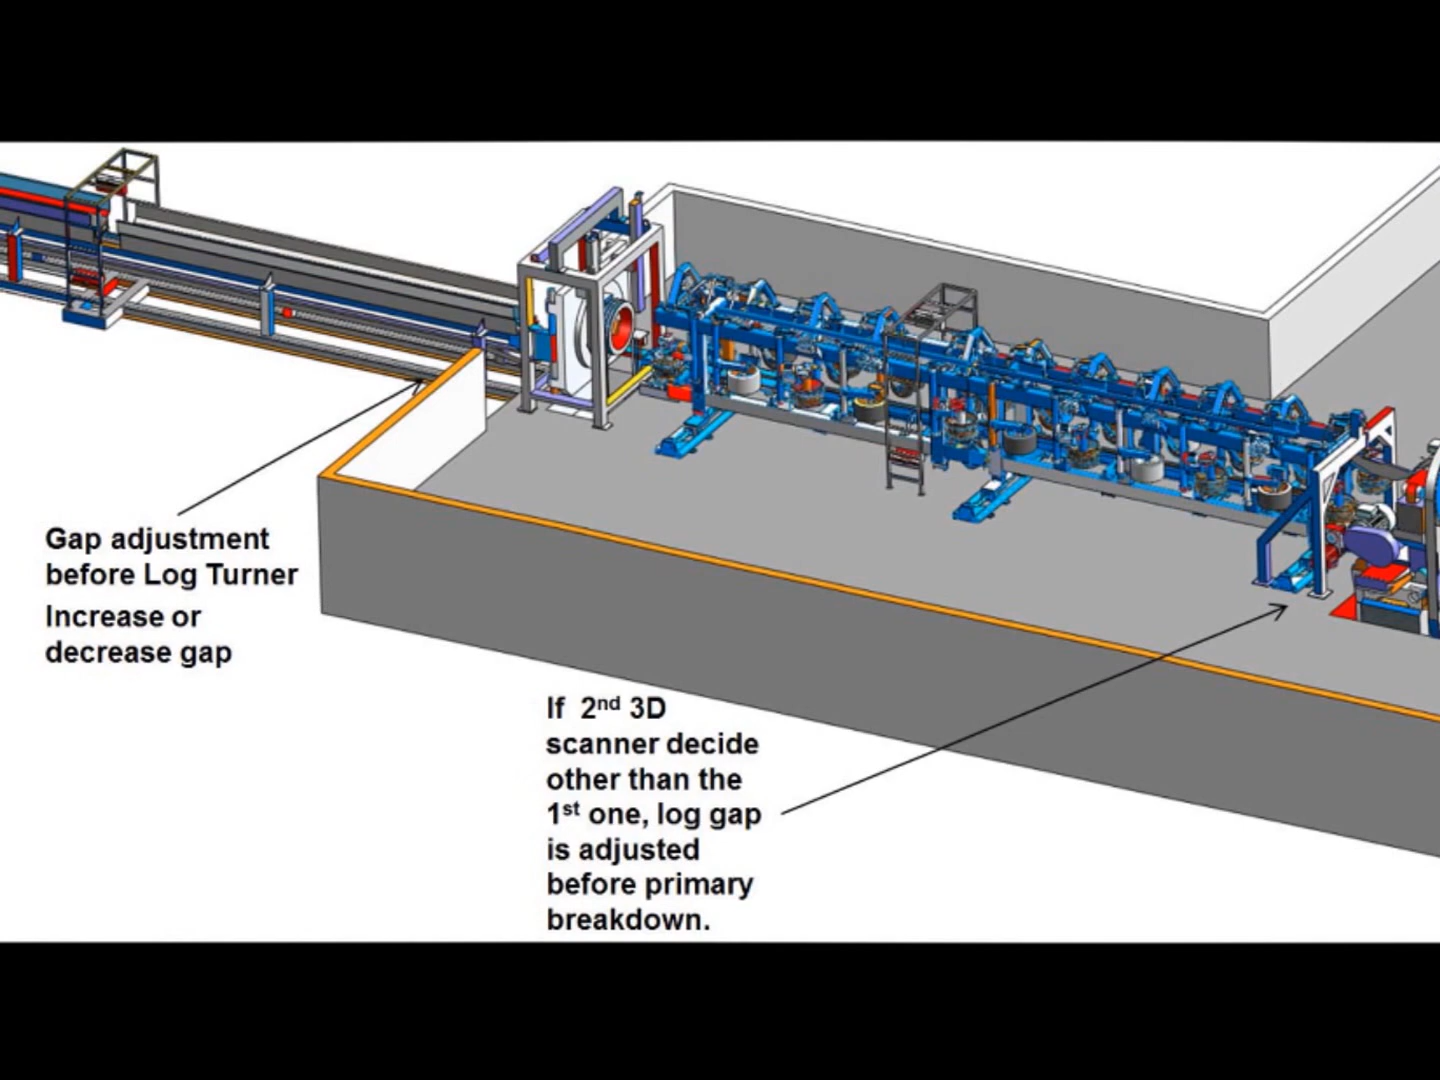 Gap adjustment
before Log Turner
Increase or
decrease gap
If 2nd 3D
scanner decide
other than the
1st one, log gap
is adjusted
before primary
breakdown.